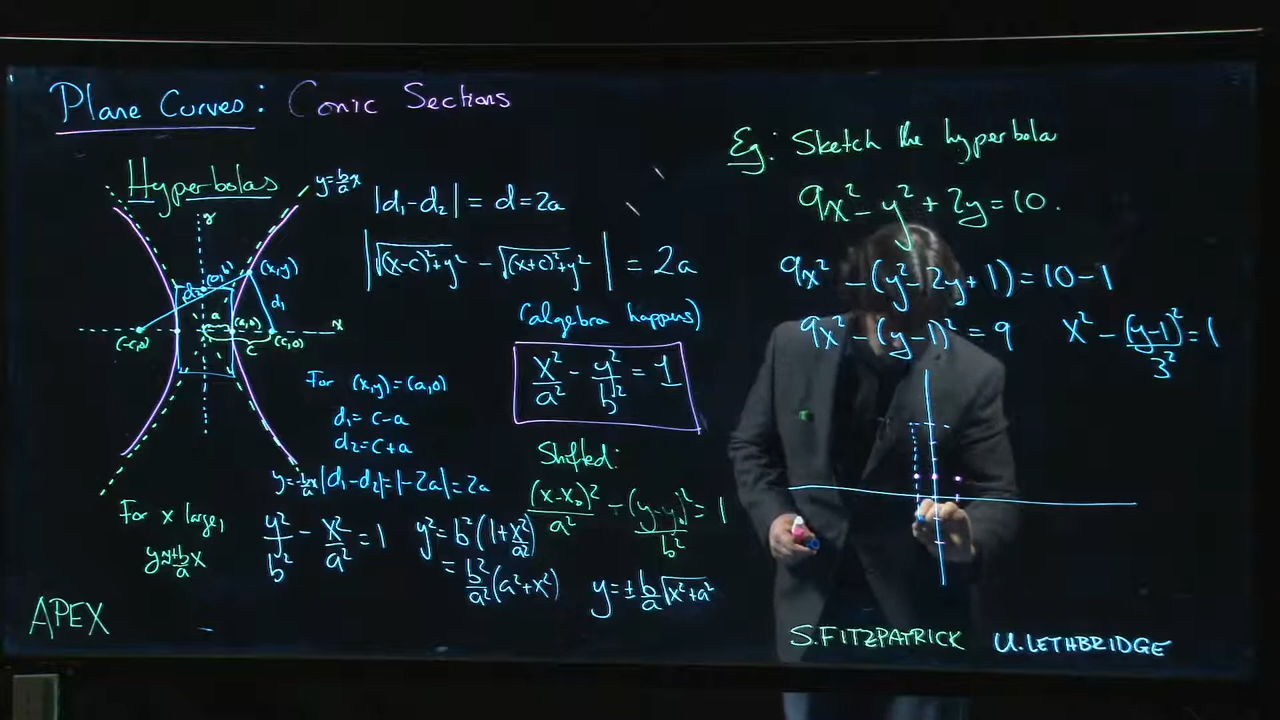 Plane Curves: Conic Sections
Hyperbolas
y=b/a x
y
(x,y)
(0,b)
d₂
d₁
a
(a,0)
x
(-c,0)
c
(c,0)
|d₁-d₂| = d = 2a
|√((x-c)²+y²) - √((x+c)²+y²)| = 2a
(algebra happens)
x²/a² - y²/b² = 1
For (x,y)=(a,0)
d₁= c-a
d₂= c+a
|d₁-d₂|=|-2a|=2a
y=-b/a x
Shifted:
(x-x₀)²/a² - (y-y₀)²/b² = 1
For x large,
y≈±b/a x
y²/b² - x²/a² = 1
y²= b²(1+x²/a²)
= b²/a²(a²+x²)
y=±b/a√(x²+a²)
APEX
Eg: Sketch the hyperbola
9x²-y²+2y=10.
9x²-(y²-2y+1)=10-1
9x²-(y-1)²=9
x²-(y-1)²/3²=1
S.FITZPATRICK U.LETHBRIDGE